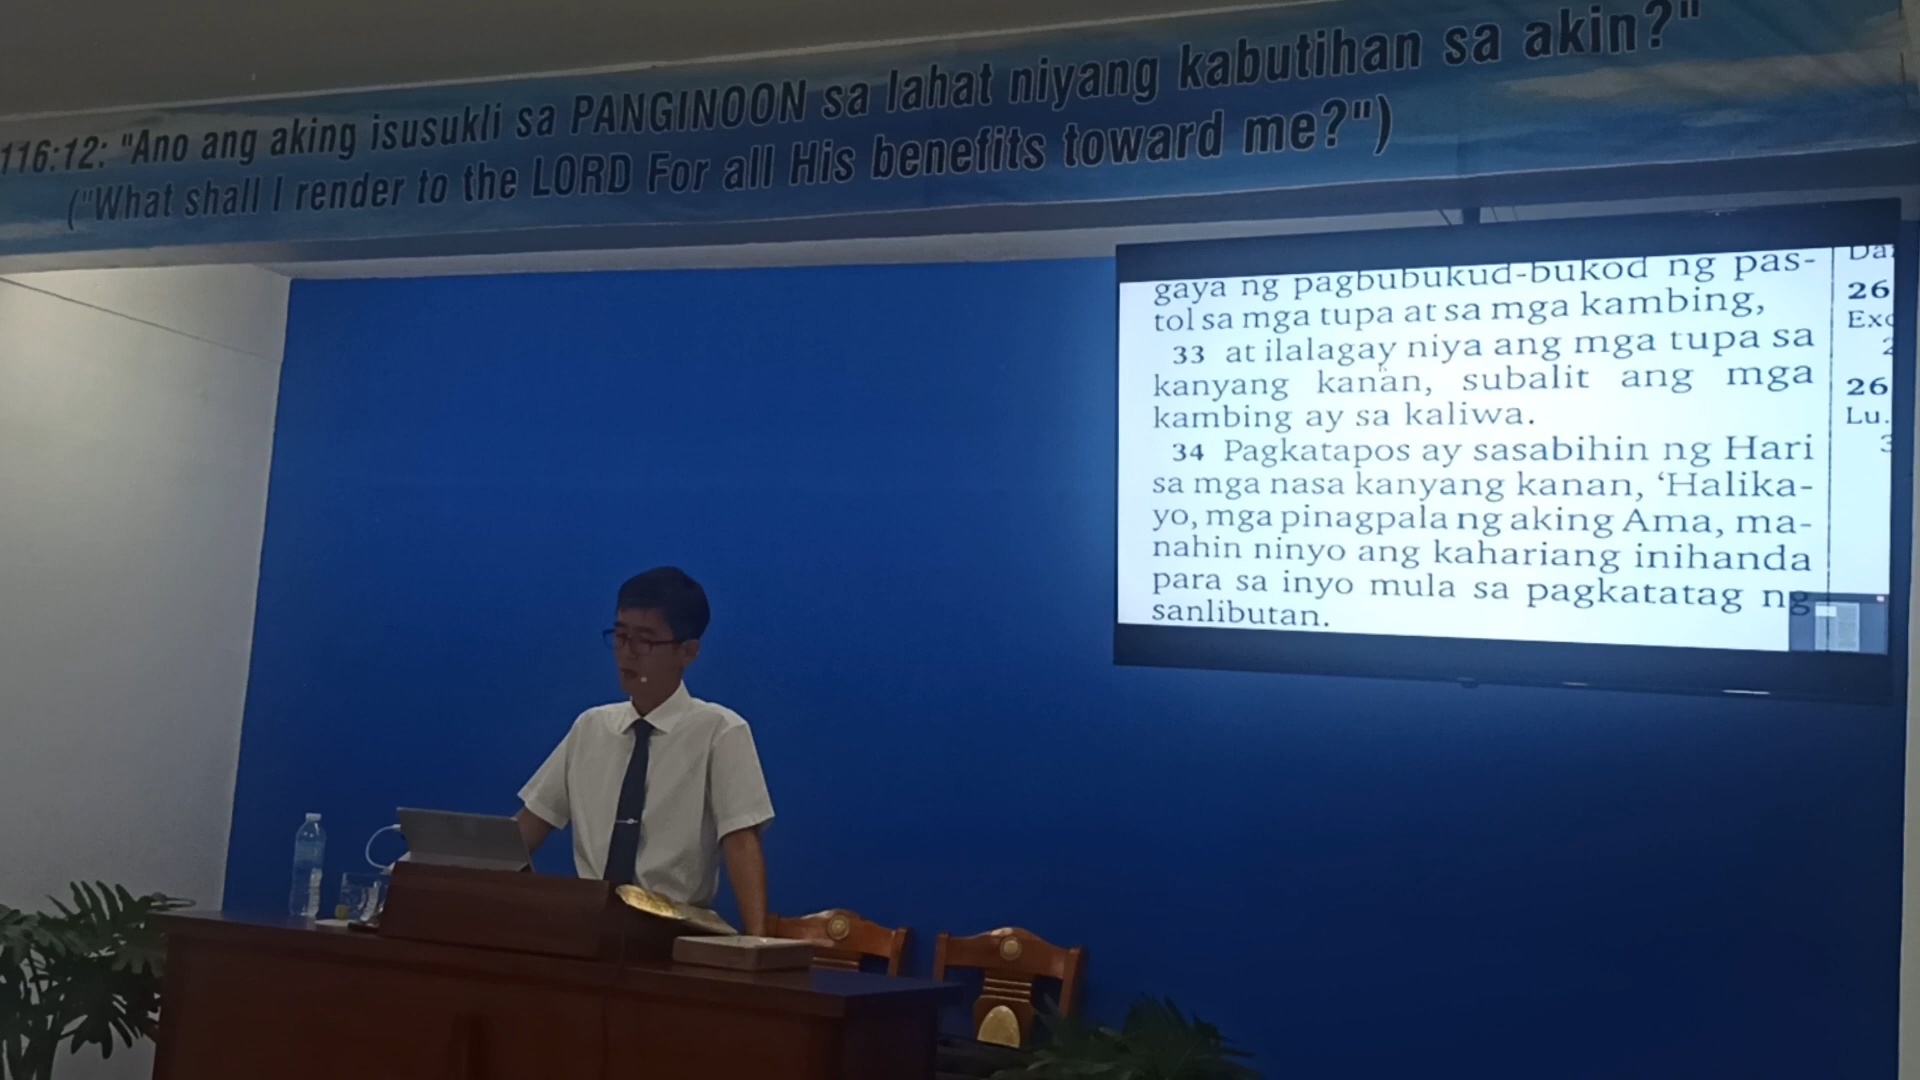 116:12: "Ano ang aking isusukli sa PANGINOON sa lahat niyang kabutihan sa akin?"
("What shall I render to the LORD For all His benefits toward me?")
gaya ng pagbubukud-bukod ng pas-
tol sa mga tupa at sa mga kambing,
33 at ilalagay niya ang mga tupa sa
kanyang kanan, subalit ang mga
kambing ay sa kaliwa.
34 Pagkatapos ay sasabihin ng Hari
sa mga nasa kanyang kanan, ‘Halika-
yo, mga pinagpala ng aking Ama, ma-
nahin ninyo ang kahariang inihanda
para sa inyo mula sa pagkatatag ng
sanlibutan.
26
26
Lu.